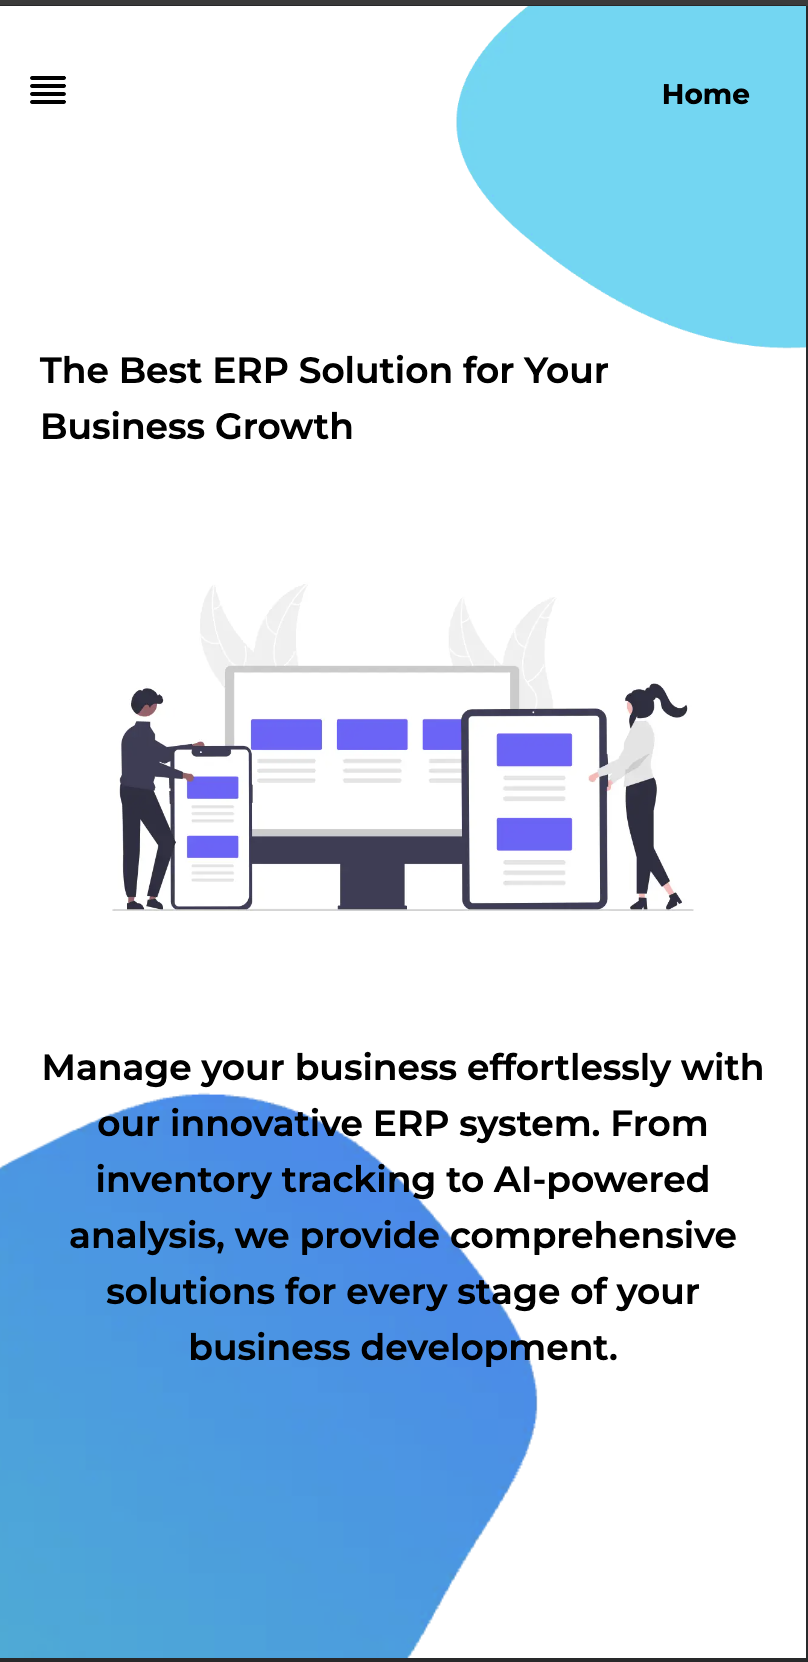 Home
The Best ERP Solution for Your
Business Growth
Manage your business effortlessly with
our innovative ERP system. From
inventory tracking to AI-powered
analysis, we provide comprehensive
solutions for every stage of your
business development.